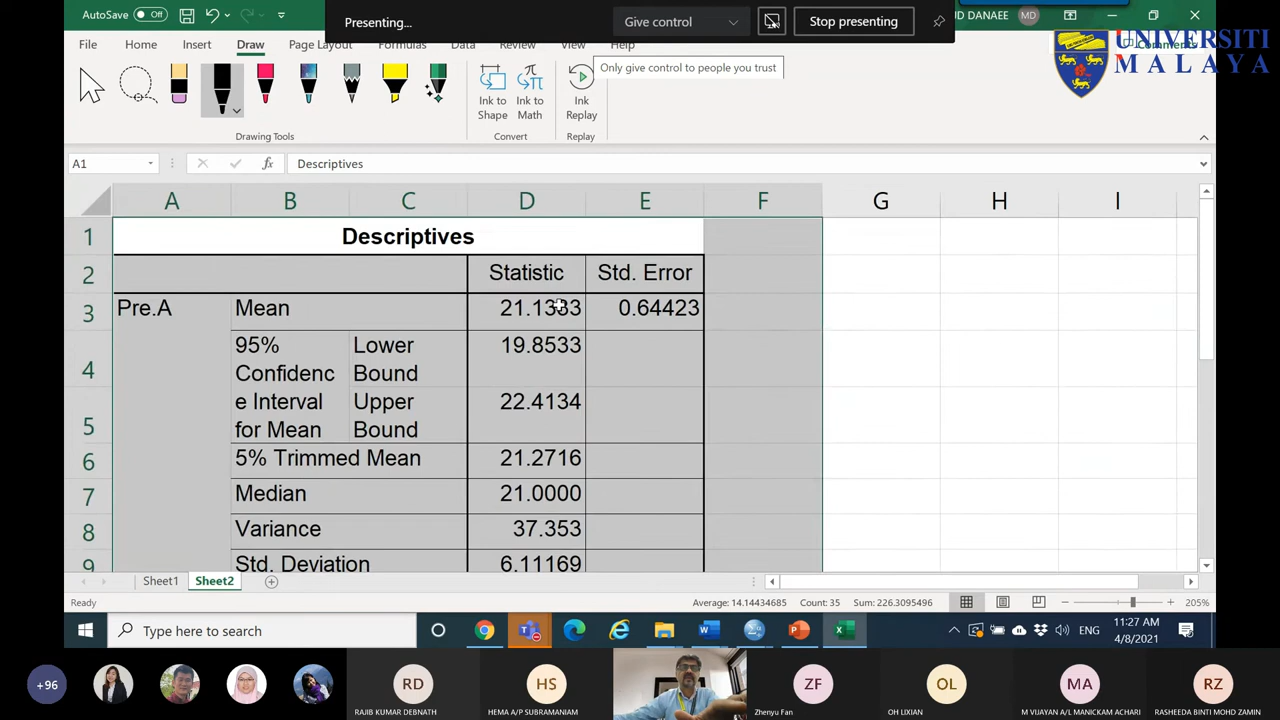 AutoSave Off
Presenting...
Give control
Stop presenting
UD DANAEE MD
File Home Insert Draw Page Layout Formulas Data Review View Help
Comments
UNIVERSITI
MALAYA
Only give control to people you trust
Ink to Shape
Ink to Math
Ink Replay
Drawing Tools
Convert
Replay
A1 fx Descriptives
A B C D E F G H I
1 Descriptives
2 Statistic Std. Error
3 Pre.A Mean 21.1333 0.64423
4 95% Confidenc Lower Bound 19.8533
5 e Interval for Mean Upper Bound 22.4134
6 5% Trimmed Mean 21.2716
7 Median 21.0000
8 Variance 37.353
9 Std. Deviation 6.11169
Sheet1 Sheet2
Ready Average: 14.14434685 Count: 35 Sum: 226.3095496 205%
Type here to search
ENG
11:27 AM
4/8/2021
+96
RD
HS
ZF
OL
MA
RZ
RAJIB KUMAR DEBNATH
HEMA A/P SUBRAMANIAM
Zhenyu Fan
OH LIXIAN
M VIJAYAN A/L MANICKAM ACHARI
RASHEEDA BINTI MOHD ZAMIN